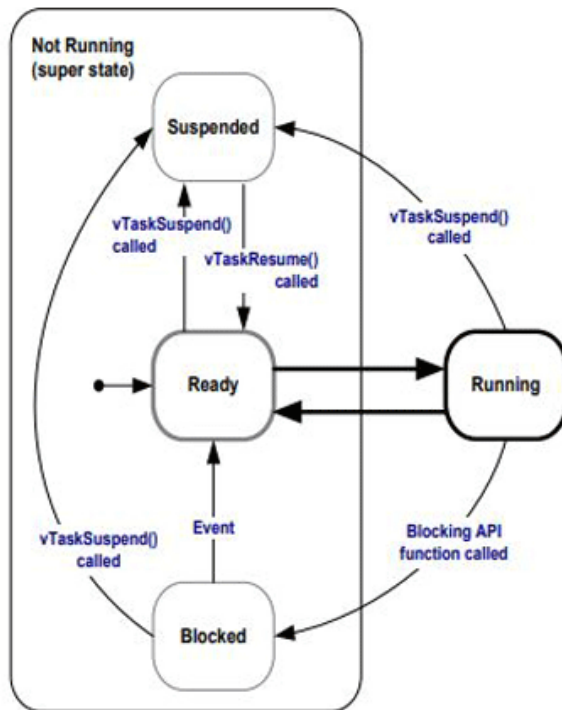 Not Running
(super state)
Suspended
vTaskSuspend()
called
vTaskResume()
called
vTaskSuspend()
called
Ready
Running
Event
vTaskSuspend()
called
Blocking API
function called
Blocked